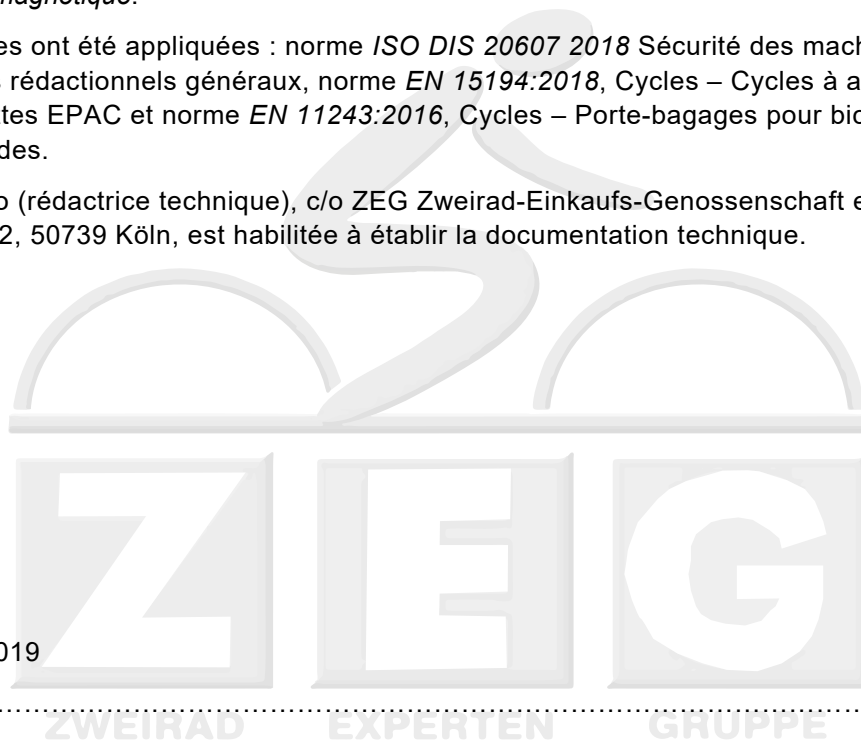 magnétique.
es ont été appliquées : norme ISO DIS 20607 2018 Sécurité des mach
s rédactionnels généraux, norme EN 15194:2018, Cycles – Cycles à a
ttes EPAC et norme EN 11243:2016, Cycles – Porte-bagages pour bic
des.
o (rédactrice technique), c/o ZEG Zweirad-Einkaufs-Genossenschaft e
2, 50739 Köln, est habilitée à établir la documentation technique.
ZEG
019
ZWEIRAD EXPERTEN GRUPPE